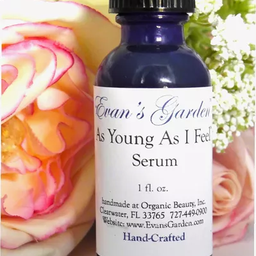 Evan's Garden
As Young As I Feel
Serum
1 fl. oz.
handmade at Organic Beauty, Inc.
Clearwater, FL 33765 727-449-0900
Website: www.EvansGarden.com
Hand-Crafted